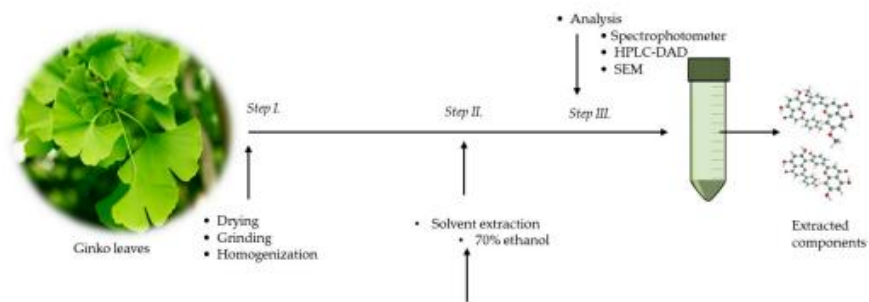 • Analysis
• Spectrophotometer
• HPLC-DAD
• SEM
Step I.
Step II.
Step III.
• Drying
• Grinding
• Homogenization
Ginko leaves
• Solvent extraction
• 70% ethanol
Extracted
components